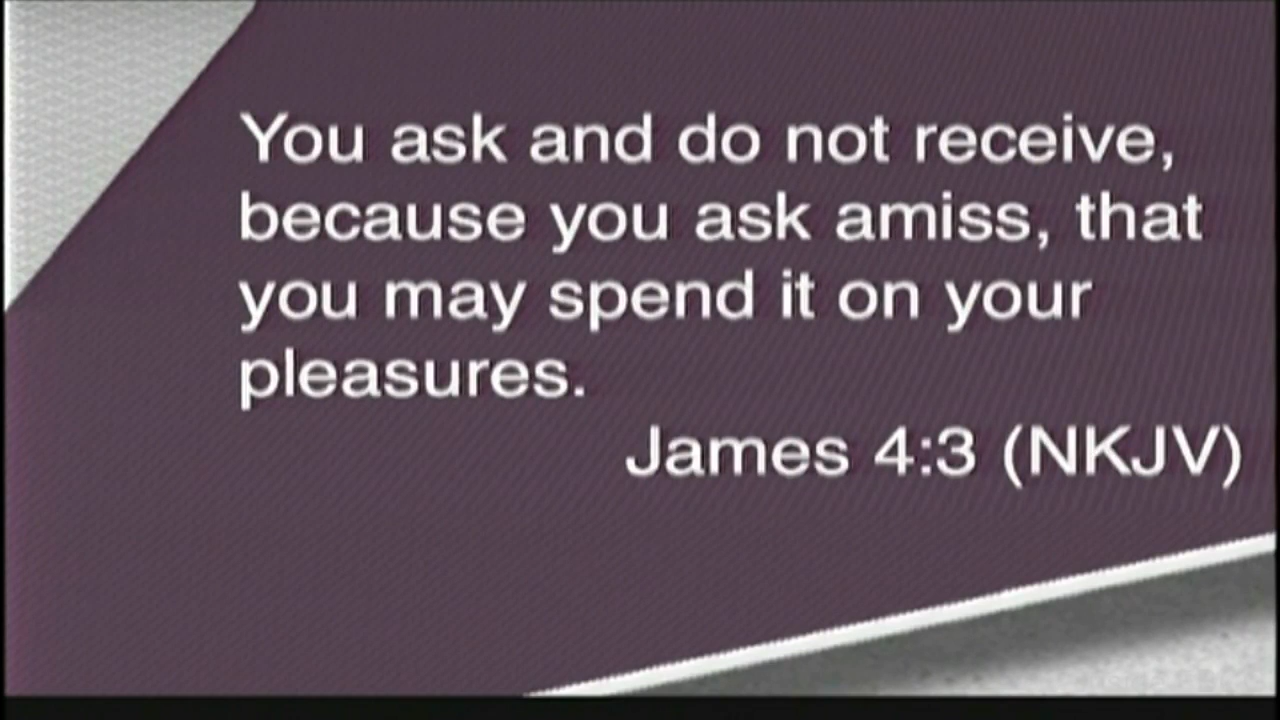 You ask and do not receive,
because you ask amiss, that
you may spend it on your
pleasures.
James 4:3 (NKJV)